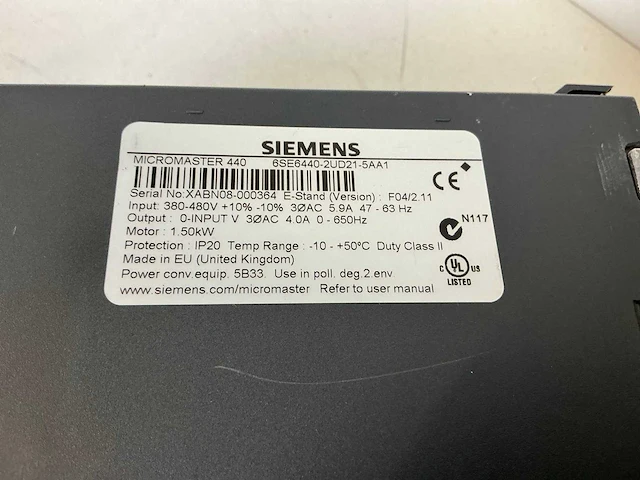 SIEMENS
MICROMASTER 440 6SE6440-2UD21-5AA1
Serial No:XABN08-000364 E-Stand (Version) : F04/2.11
Input: 380-480V +10% -10% 3ØAC 5.9A 47 - 63 Hz
Output : 0-INPUT V 3ØAC 4.0A 0 - 650Hz
N117
Motor : 1.50kW
Protection : IP20 Temp Range : -10 - +50°C Duty Class II
Made in EU (United Kingdom)
Power conv.equip. 5B33. Use in poll. deg.2 env.
www.siemens.com/micromaster Refer to user manual
CE
C UL US
LISTED